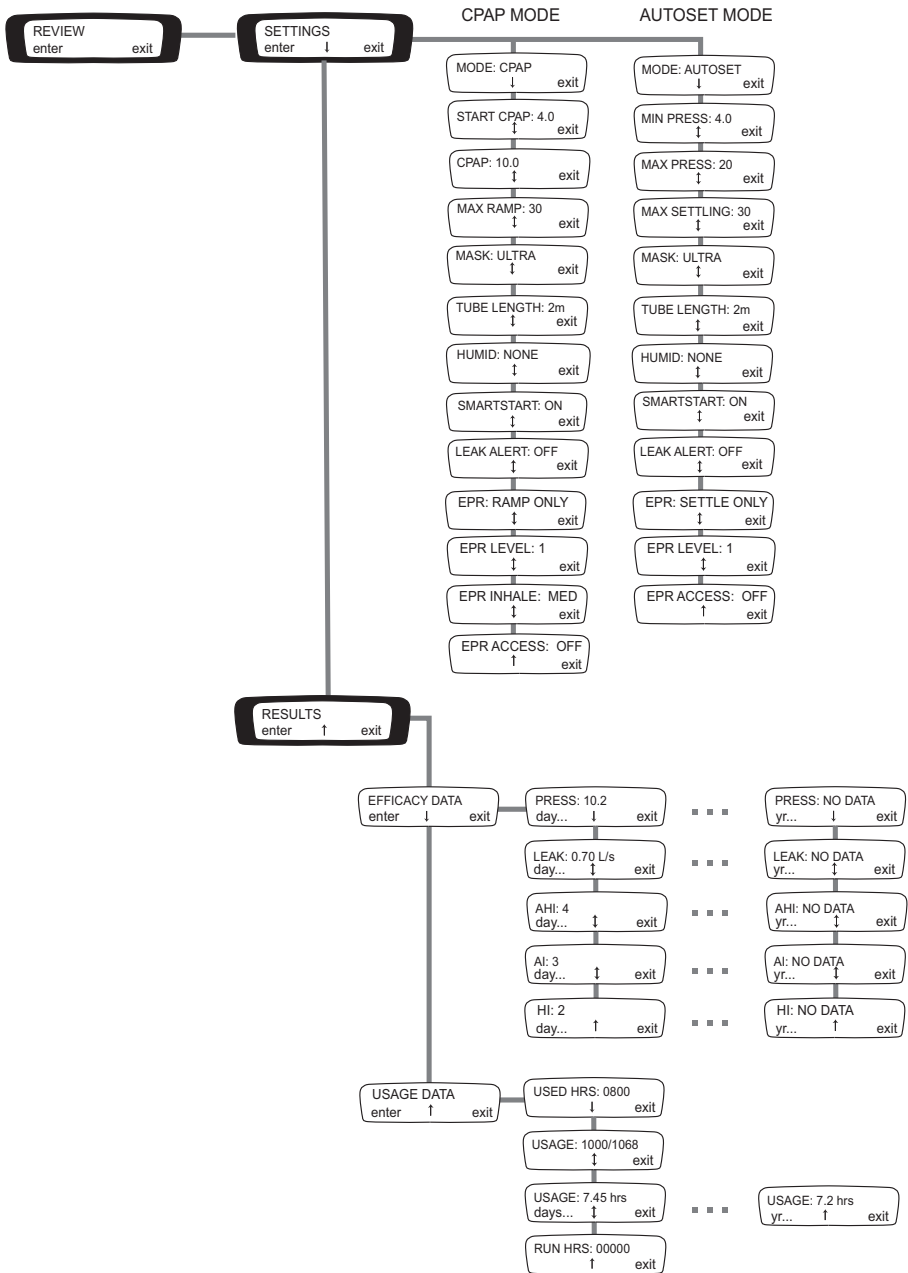 CPAP MODE
AUTOSET MODE
REVIEW
enter exit
SETTINGS
enter ↓ exit
MODE: CPAP
↓ exit
START CPAP: 4.0
↕ exit
CPAP: 10.0
↕ exit
MAX RAMP: 30
↕ exit
MASK: ULTRA
↕ exit
TUBE LENGTH: 2m
↕ exit
HUMID: NONE
↕ exit
SMARTSTART: ON
↕ exit
LEAK ALERT: OFF
↕ exit
EPR: RAMP ONLY
↕ exit
EPR LEVEL: 1
↕ exit
EPR INHALE: MED
↕ exit
EPR ACCESS: OFF
↑ exit
MODE: AUTOSET
↓ exit
MIN PRESS: 4.0
↕ exit
MAX PRESS: 20
↕ exit
MAX SETTLING: 30
↕ exit
MASK: ULTRA
↕ exit
TUBE LENGTH: 2m
↕ exit
HUMID: NONE
↕ exit
SMARTSTART: ON
↕ exit
LEAK ALERT: OFF
↕ exit
EPR: SETTLE ONLY
↕ exit
EPR LEVEL: 1
↕ exit
EPR ACCESS: OFF
↑ exit
RESULTS
enter ↑ exit
EFFICACY DATA
enter ↓ exit
PRESS: 10.2
day... ↓ exit
PRESS: NO DATA
yr... ↓ exit
LEAK: 0.70 L/s
day... ↕ exit
LEAK: NO DATA
yr... ↕ exit
AHI: 4
day... ↕ exit
AHI: NO DATA
yr... ↕ exit
AI: 3
day... ↕ exit
AI: NO DATA
yr... ↕ exit
HI: 2
day... ↑ exit
HI: NO DATA
yr... ↑ exit
USAGE DATA
enter ↑ exit
USED HRS: 0800
↓ exit
USAGE: 1000/1068
↕ exit
USAGE: 7.45 hrs
days... ↕ exit
USAGE: 7.2 hrs
yr... ↑ exit
RUN HRS: 00000
↑ exit